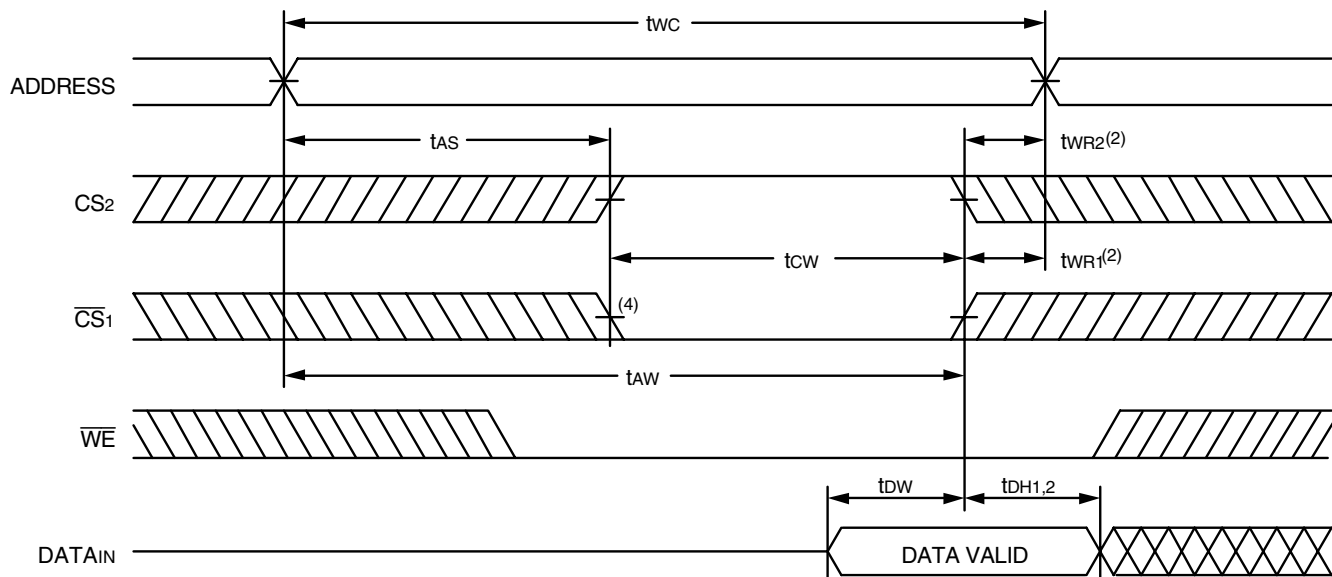 tWC
ADDRESS
tAS
tWR2(2)
CS2
tCW
tWR1(2)
CS1
(4)
tAW
WE
tDW
tDH1,2
DATAIN
DATA VALID